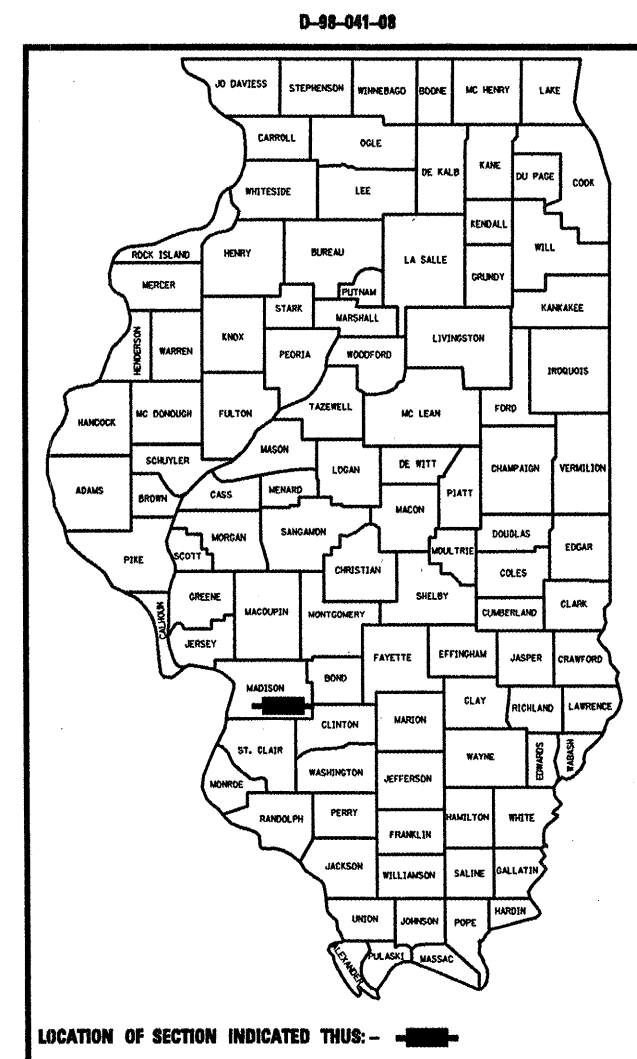 D-98-041-08
JO DAVIESS STEPHENSON WINNEBAGO BOONE MC HENRY LAKE
CARROLL OGLE DE KALB KANE DU PAGE COOK
WHITESIDE LEE KENDALL WILL
ROCK ISLAND HENRY BUREAU LA SALLE GRUNDY
MERCER PUTNAM KANKAKEE
STARK MARSHALL
HENDERSON WARREN KNOX PEORIA WOODFORD LIVINGSTON IROQUOIS
HANCOCK MC DONOUGH FULTON TAZEWELL MC LEAN FORD
SCHUYLER MASON LOGAN DE WITT CHAMPAIGN VERMILION
ADAMS BROWN CASS MENARD PIATT
MACON
PIKE SCOTT MORGAN SANGAMON MOULTRIE DOUGLAS EDGAR
CHRISTIAN COLES
GREENE MACOUPIN MONTGOMERY SHELBY CUMBERLAND CLARK
CALHOUN JERSEY
FAYETTE EFFINGHAM JASPER CRAWFORD
MADISON BOND
CLINTON MARION CLAY RICHLAND LAWRENCE
ST. CLAIR WASHINGTON JEFFERSON WAYNE EDWARDS WABASH
MONROE
RANDOLPH PERRY HAMILTON WHITE
FRANKLIN
JACKSON WILLIAMSON SALINE GALLATIN
UNION JOHNSON POPE HARDIN
ALEXANDER PULASKI MASSAC
LOCATION OF SECTION INDICATED THUS: -